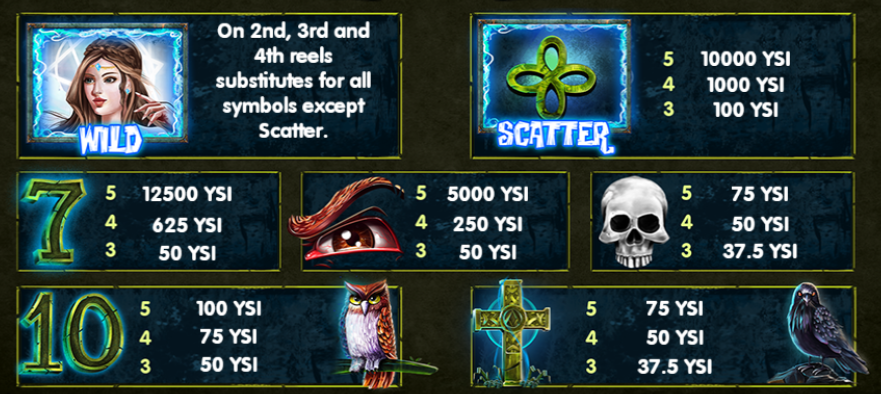 On 2nd, 3rd and
4th reels
substitutes for all
symbols except
Scatter.
WILD
SCATTER
5 10000 YSI
4 1000 YSI
3 100 YSI
7
5 12500 YSI
4 625 YSI
3 50 YSI
5 5000 YSI
4 250 YSI
3 50 YSI
5 75 YSI
4 50 YSI
3 37.5 YSI
10
5 100 YSI
4 75 YSI
3 50 YSI
5 75 YSI
4 50 YSI
3 37.5 YSI